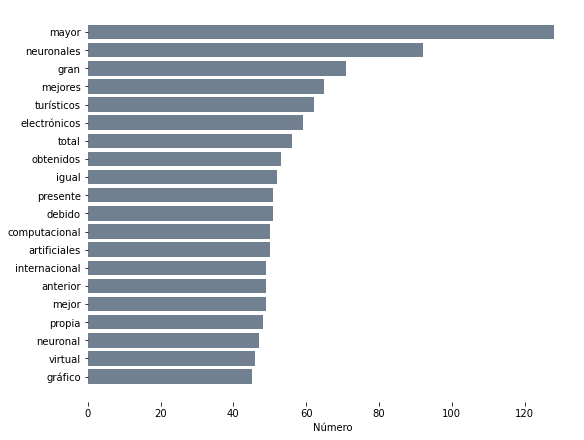 mayor
neuronales
gran
mejores
turísticos
electrónicos
total
obtenidos
igual
presente
debido
computacional
artificiales
internacional
anterior
mejor
propia
neuronal
virtual
gráfico
0 20 40 60 80 100 120
Número